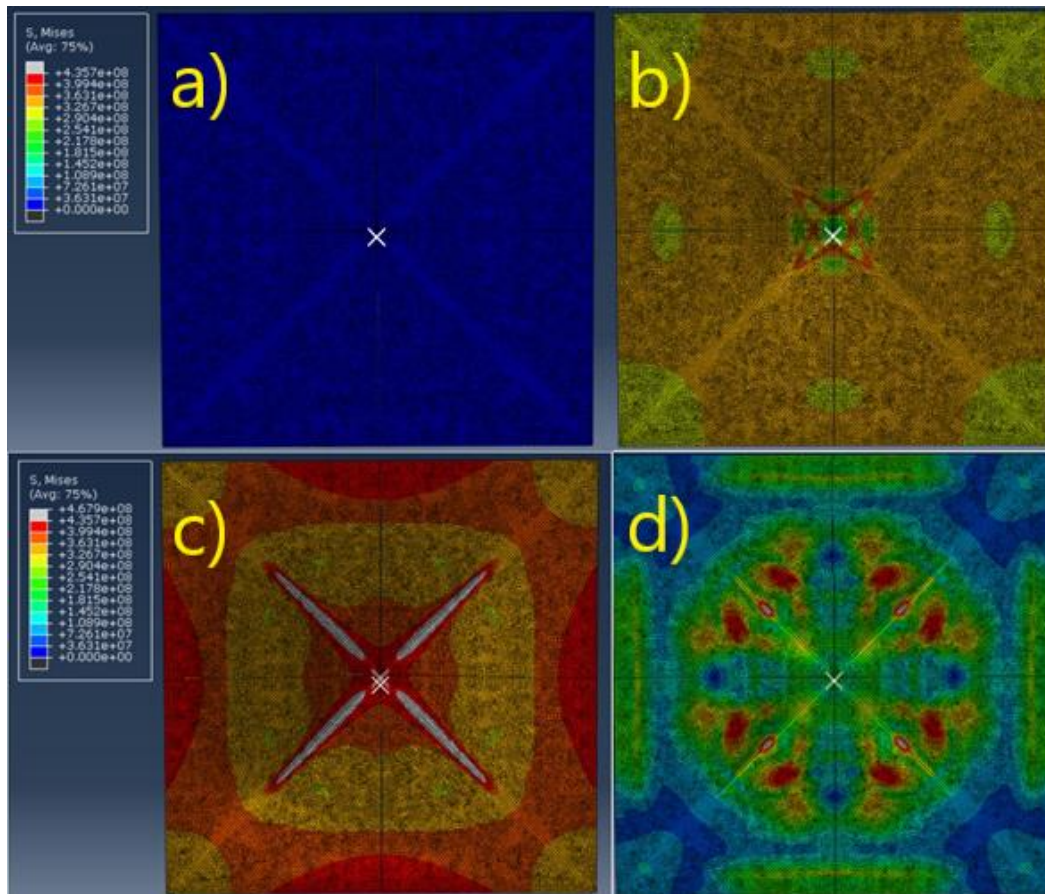 S, Mises
(Avg: 75%)
+4.357e+08
+3.994e+08
+3.631e+08
+3.267e+08
+2.904e+08
+2.541e+08
+2.178e+08
+1.815e+08
+1.452e+08
+7.261e+07
+3.631e+07
+0.000e+00
a)
b)
S, Mises
(Avg: 75%)
+4.679e+08
+4.357e+08
+3.994e+08
+3.631e+08
+3.267e+08
+2.904e+08
+2.541e+08
+2.178e+08
+1.815e+08
+1.452e+08
+1.089e+08
+7.261e+07
+3.631e+07
+0.000e+00
c)
d)